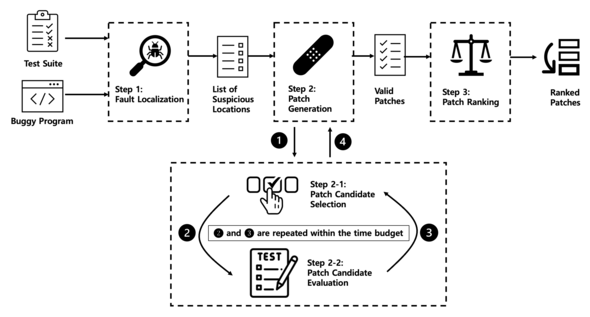 Test Suite
Buggy Program
Step 1:
Fault Localization
List of
Suspicious
Locations
Step 2:
Patch
Generation
Valid
Patches
Step 3:
Patch Ranking
Ranked
Patches
1
4
Step 2-1:
Patch Candidate
Selection
2
2 and 3 are repeated within the time budget
3
TEST
Step 2-2:
Patch Candidate
Evaluation